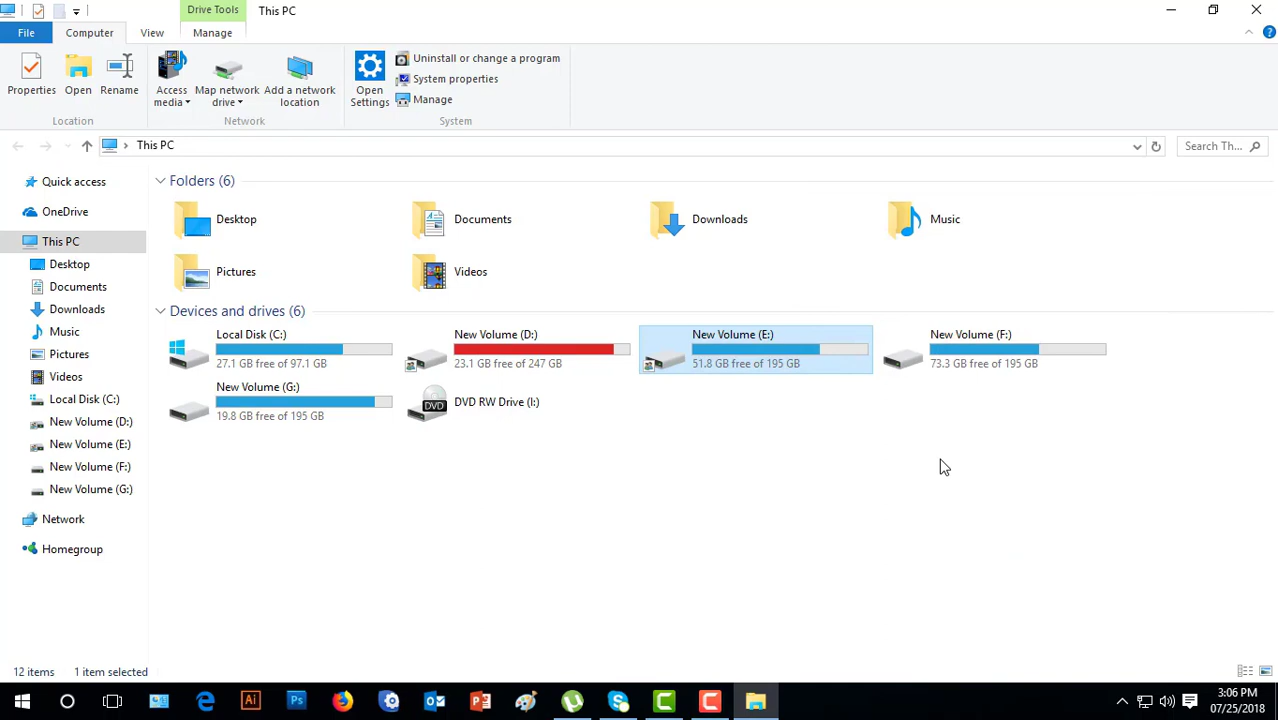 Drive Tools
This PC
File
Computer
View
Manage
Properties
Open
Rename
Location
Access media
Map network drive
Add a network location
Network
Open Settings
Uninstall or change a program
System properties
Manage
System
This PC
Search Th...
Quick access
OneDrive
This PC
Desktop
Documents
Downloads
Music
Pictures
Videos
Local Disk (C:)
New Volume (D:)
New Volume (E:)
New Volume (F:)
New Volume (G:)
Network
Homegroup
Folders (6)
Desktop
Documents
Downloads
Music
Pictures
Videos
Devices and drives (6)
Local Disk (C:)
27.1 GB free of 97.1 GB
New Volume (D:)
23.1 GB free of 247 GB
New Volume (E:)
51.8 GB free of 195 GB
New Volume (F:)
73.3 GB free of 195 GB
New Volume (G:)
19.8 GB free of 195 GB
DVD
DVD RW Drive (I:)
12 items
1 item selected
Ai
Ps
3:06 PM
07/25/2018